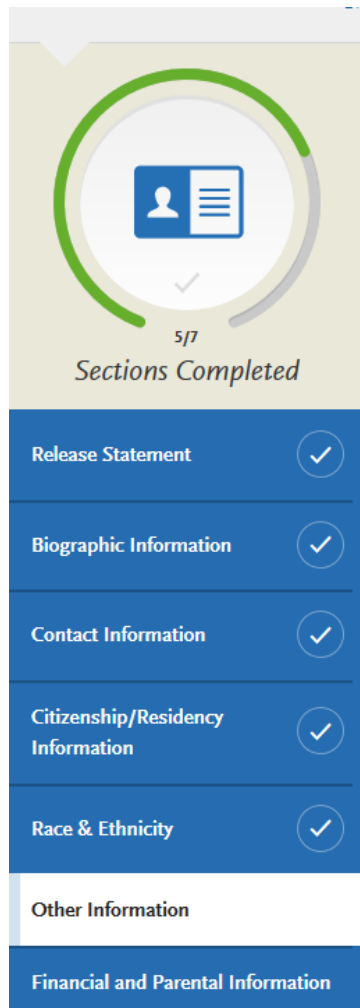 5/7
Sections Completed
Release Statement
Biographic Information
Contact Information
Citizenship/Residency
Information
Race & Ethnicity
Other Information
Financial and Parental Information